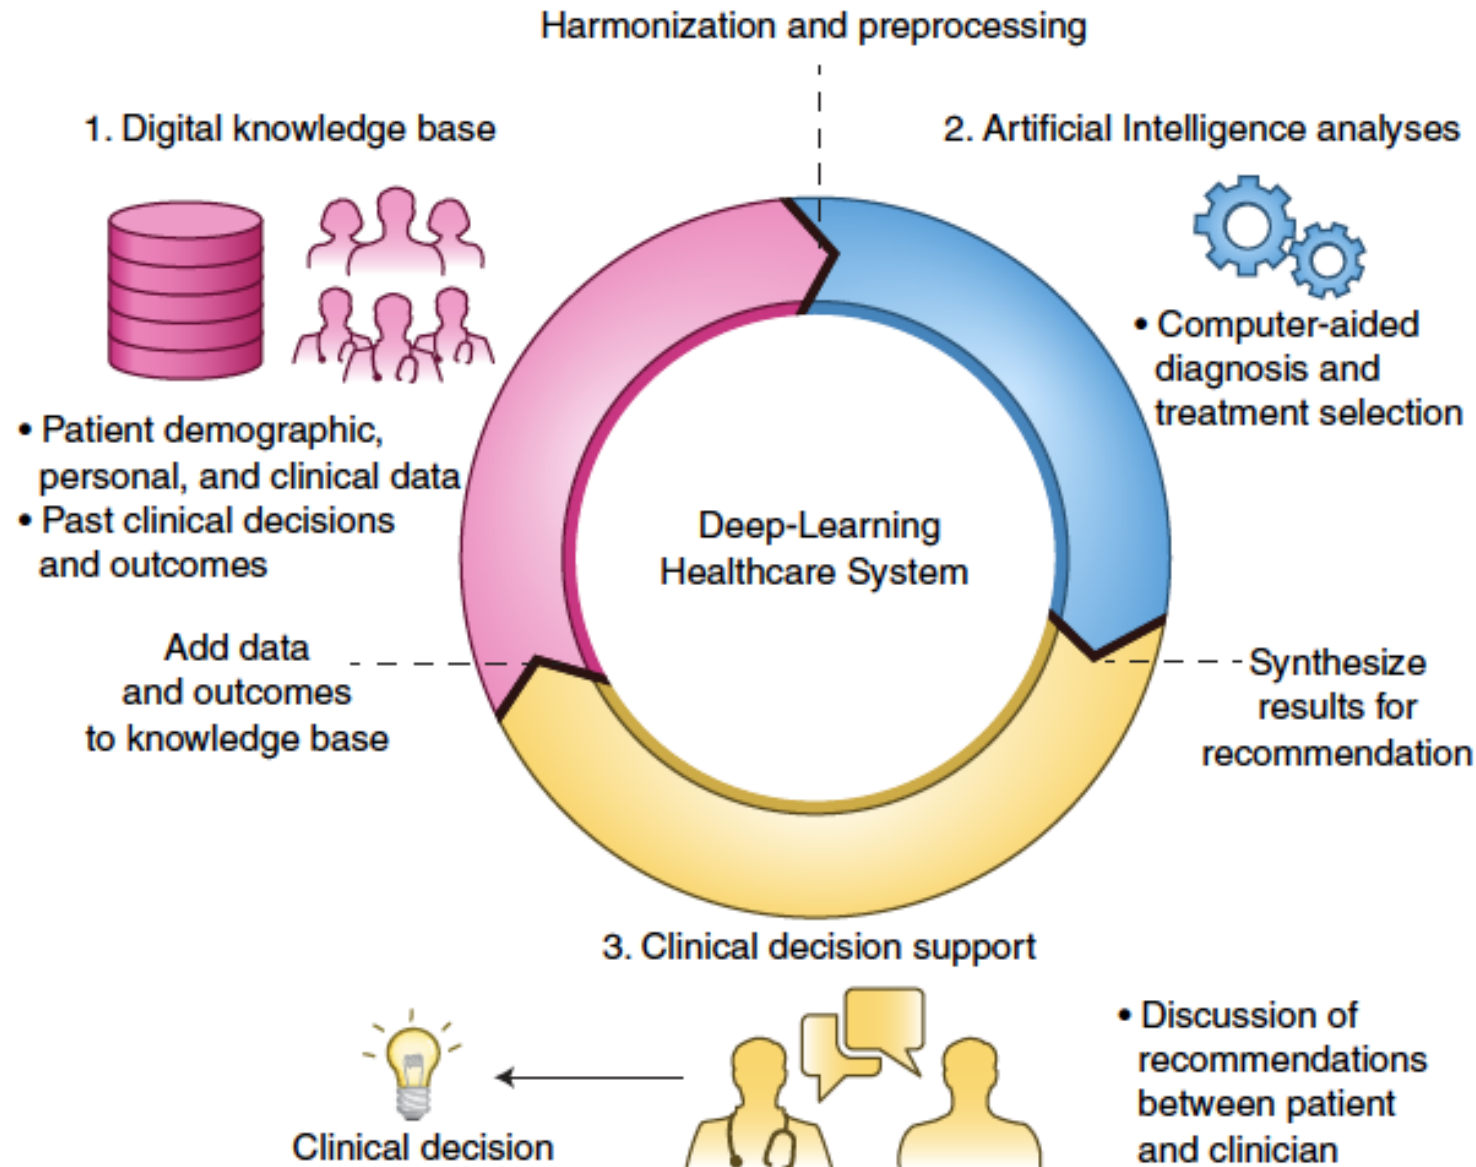 Harmonization and preprocessing
1. Digital knowledge base
2. Artificial Intelligence analyses
• Computer-aided
diagnosis and
treatment selection
• Patient demographic,
personal, and clinical data
• Past clinical decisions
and outcomes
Deep-Learning
Healthcare System
Add data
and outcomes
to knowledge base
Synthesize
results for
recommendation
3. Clinical decision support
• Discussion of
recommendations
between patient
and clinician
Clinical decision